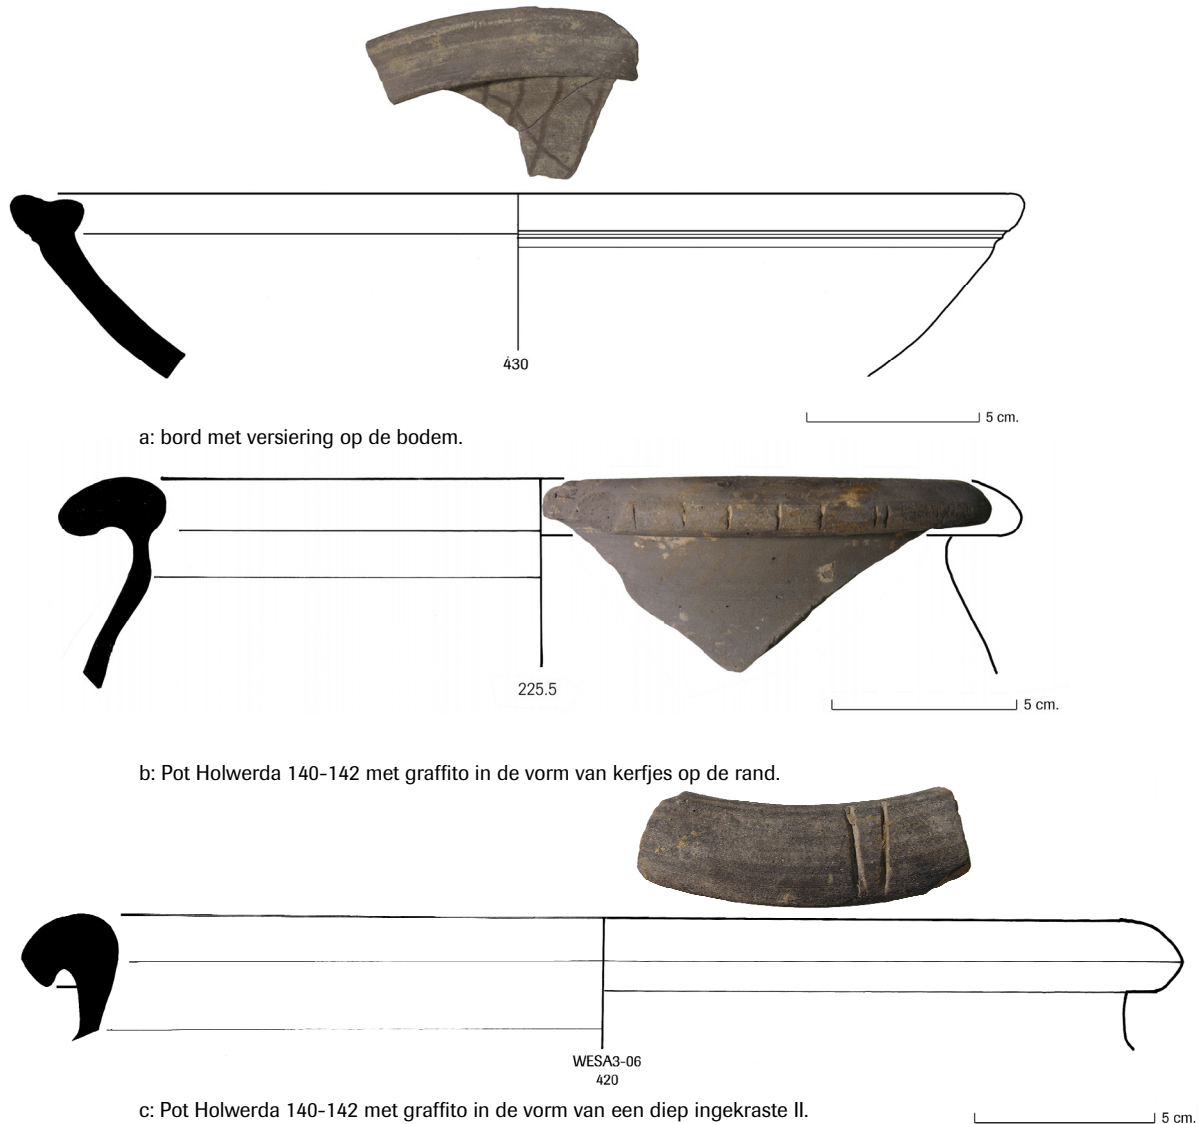 430
5 cm.
a: bord met versiering op de bodem.
225.5
5 cm.
b: Pot Holwerda 140-142 met graffito in de vorm van kerfjes op de rand.
WESA3-06
420
c: Pot Holwerda 140-142 met graffito in de vorm van een diep ingekraste II.
5 cm.